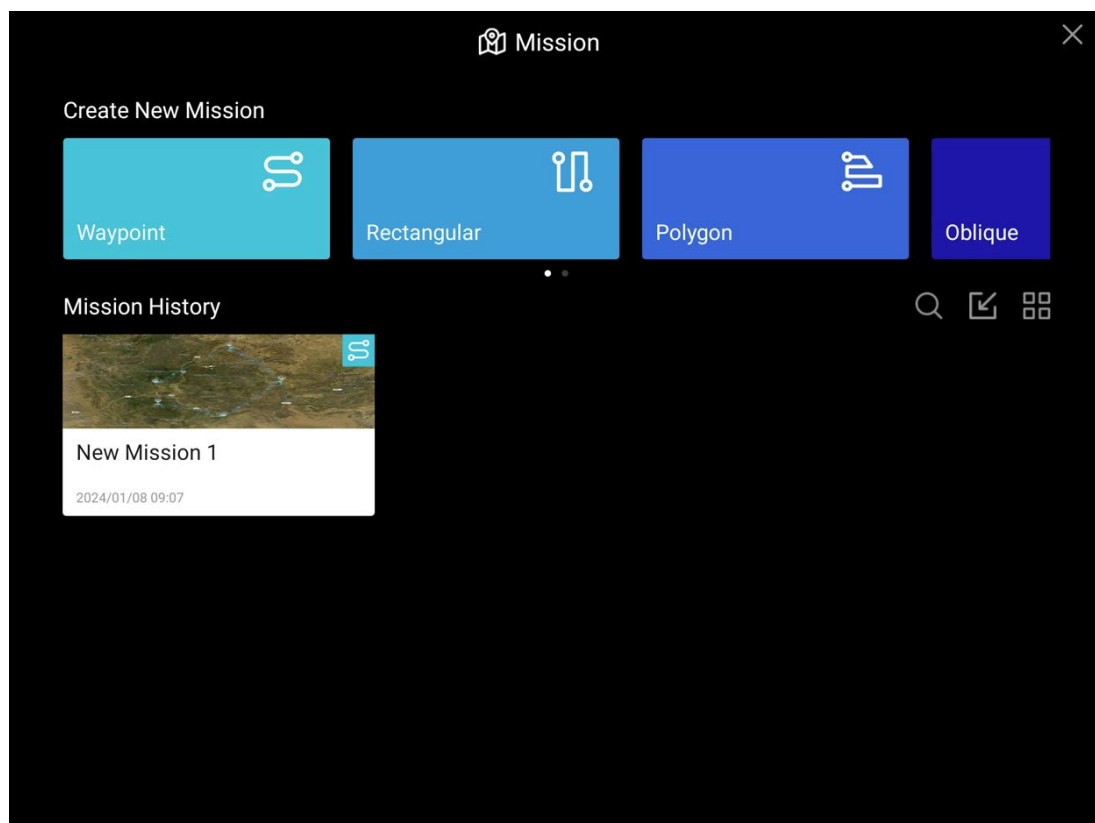 Mission
Create New Mission
Waypoint
Rectangular
Polygon
Oblique
Mission History
New Mission 1
2024/01/08 09:07